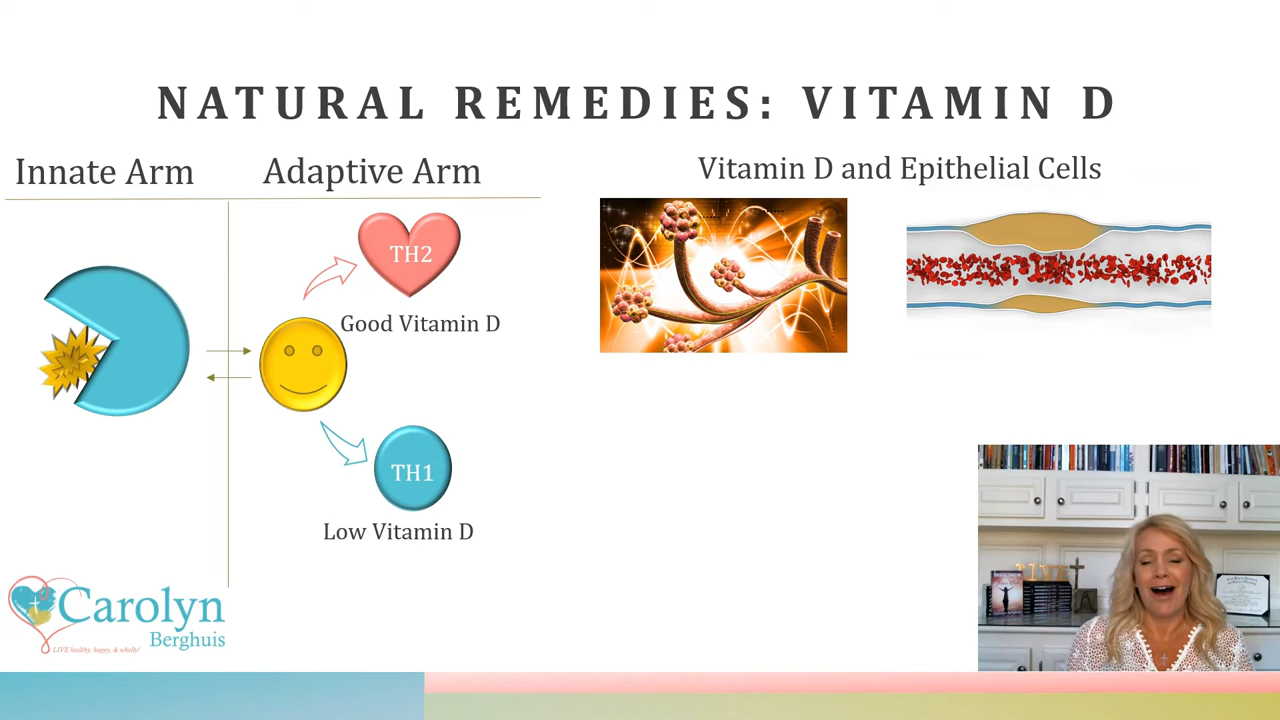 NATURAL REMEDIES: VITAMIN D
Innate Arm
Adaptive Arm
TH2
Good Vitamin D
TH1
Low Vitamin D
Vitamin D and Epithelial Cells
Carolyn
Berghuis
LIVE healthy, happy, & wholly!